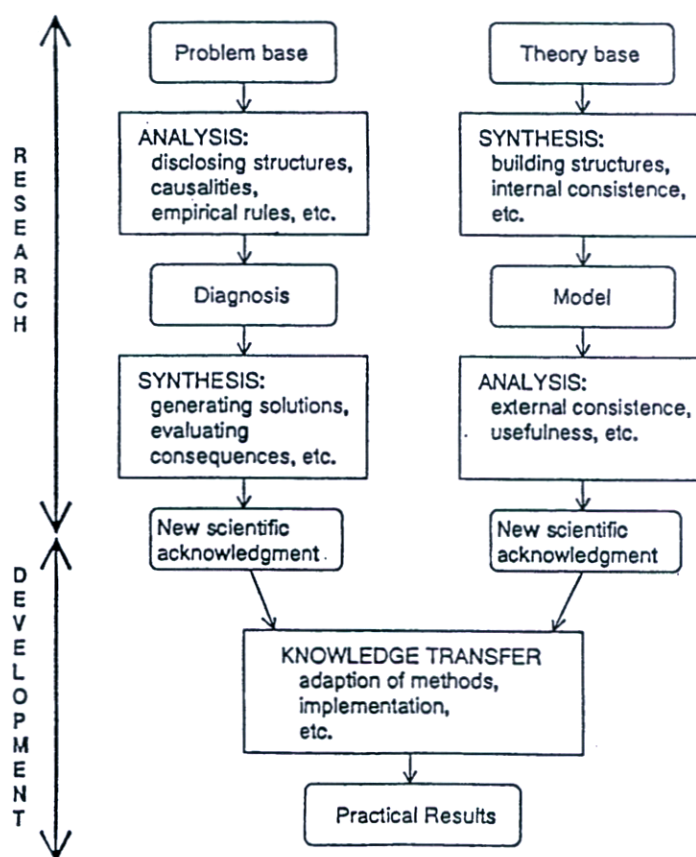 RESEARCH
DEVELOPMENT
Problem base
ANALYSIS:
disclosing structures,
causalities,
empirical rules, etc.
Diagnosis
SYNTHESIS:
generating solutions,
evaluating
consequences, etc.
New scientific
acknowledgment
Theory base
SYNTHESIS:
building structures,
internal consistence,
etc.
Model
ANALYSIS:
external consistence,
usefulness, etc.
New scientific
acknowledgment
KNOWLEDGE TRANSFER
adaption of methods,
implementation,
etc.
Practical Results